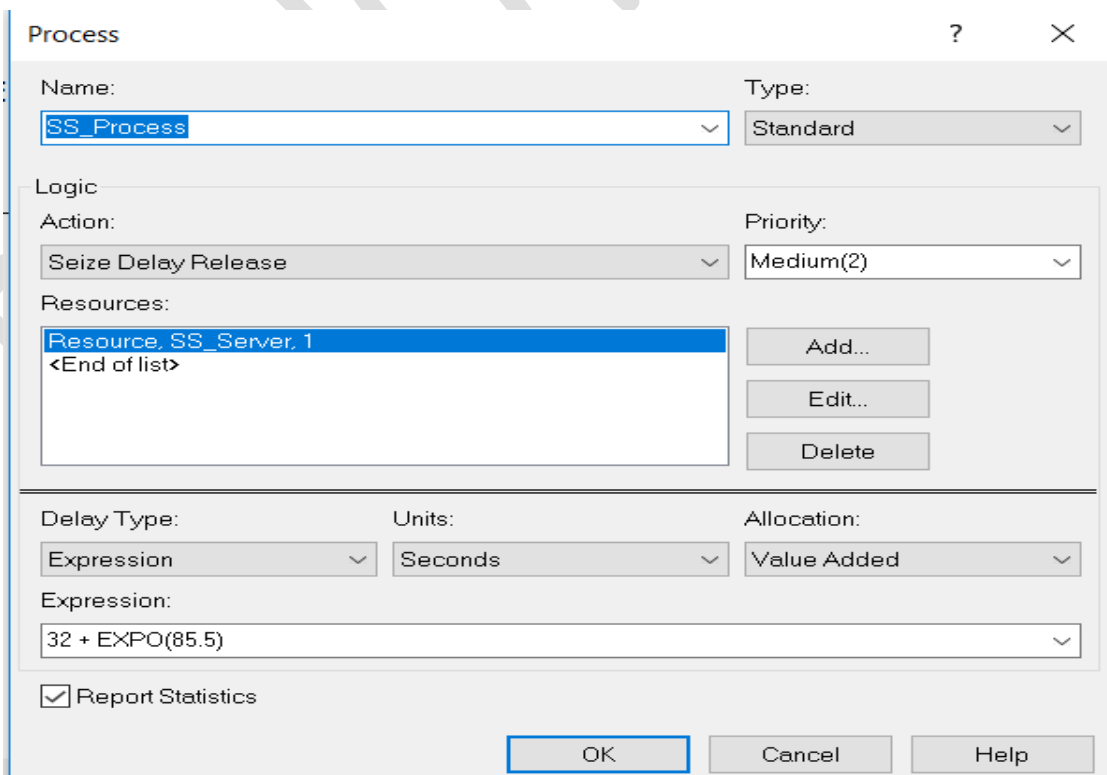 Process ?
Name: Type:
SS_Process Standard
Logic
Action: Priority:
Seize Delay Release Medium(2)
Resources:
Resource, SS_Server, 1
<End of list>
Add...
Edit...
Delete
Delay Type: Units: Allocation:
Expression Seconds Value Added
Expression:
32 + EXPO(85.5)
Report Statistics
OK Cancel Help